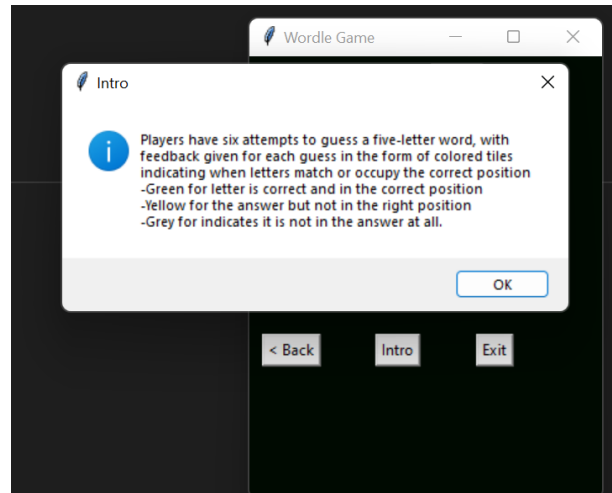 Wordle Game
Intro
Players have six attempts to guess a five-letter word, with
feedback given for each guess in the form of colored tiles
indicating when letters match or occupy the correct position
-Green for letter is correct and in the correct position
-Yellow for the answer but not in the right position
-Grey for indicates it is not in the answer at all.
OK
< Back Intro Exit